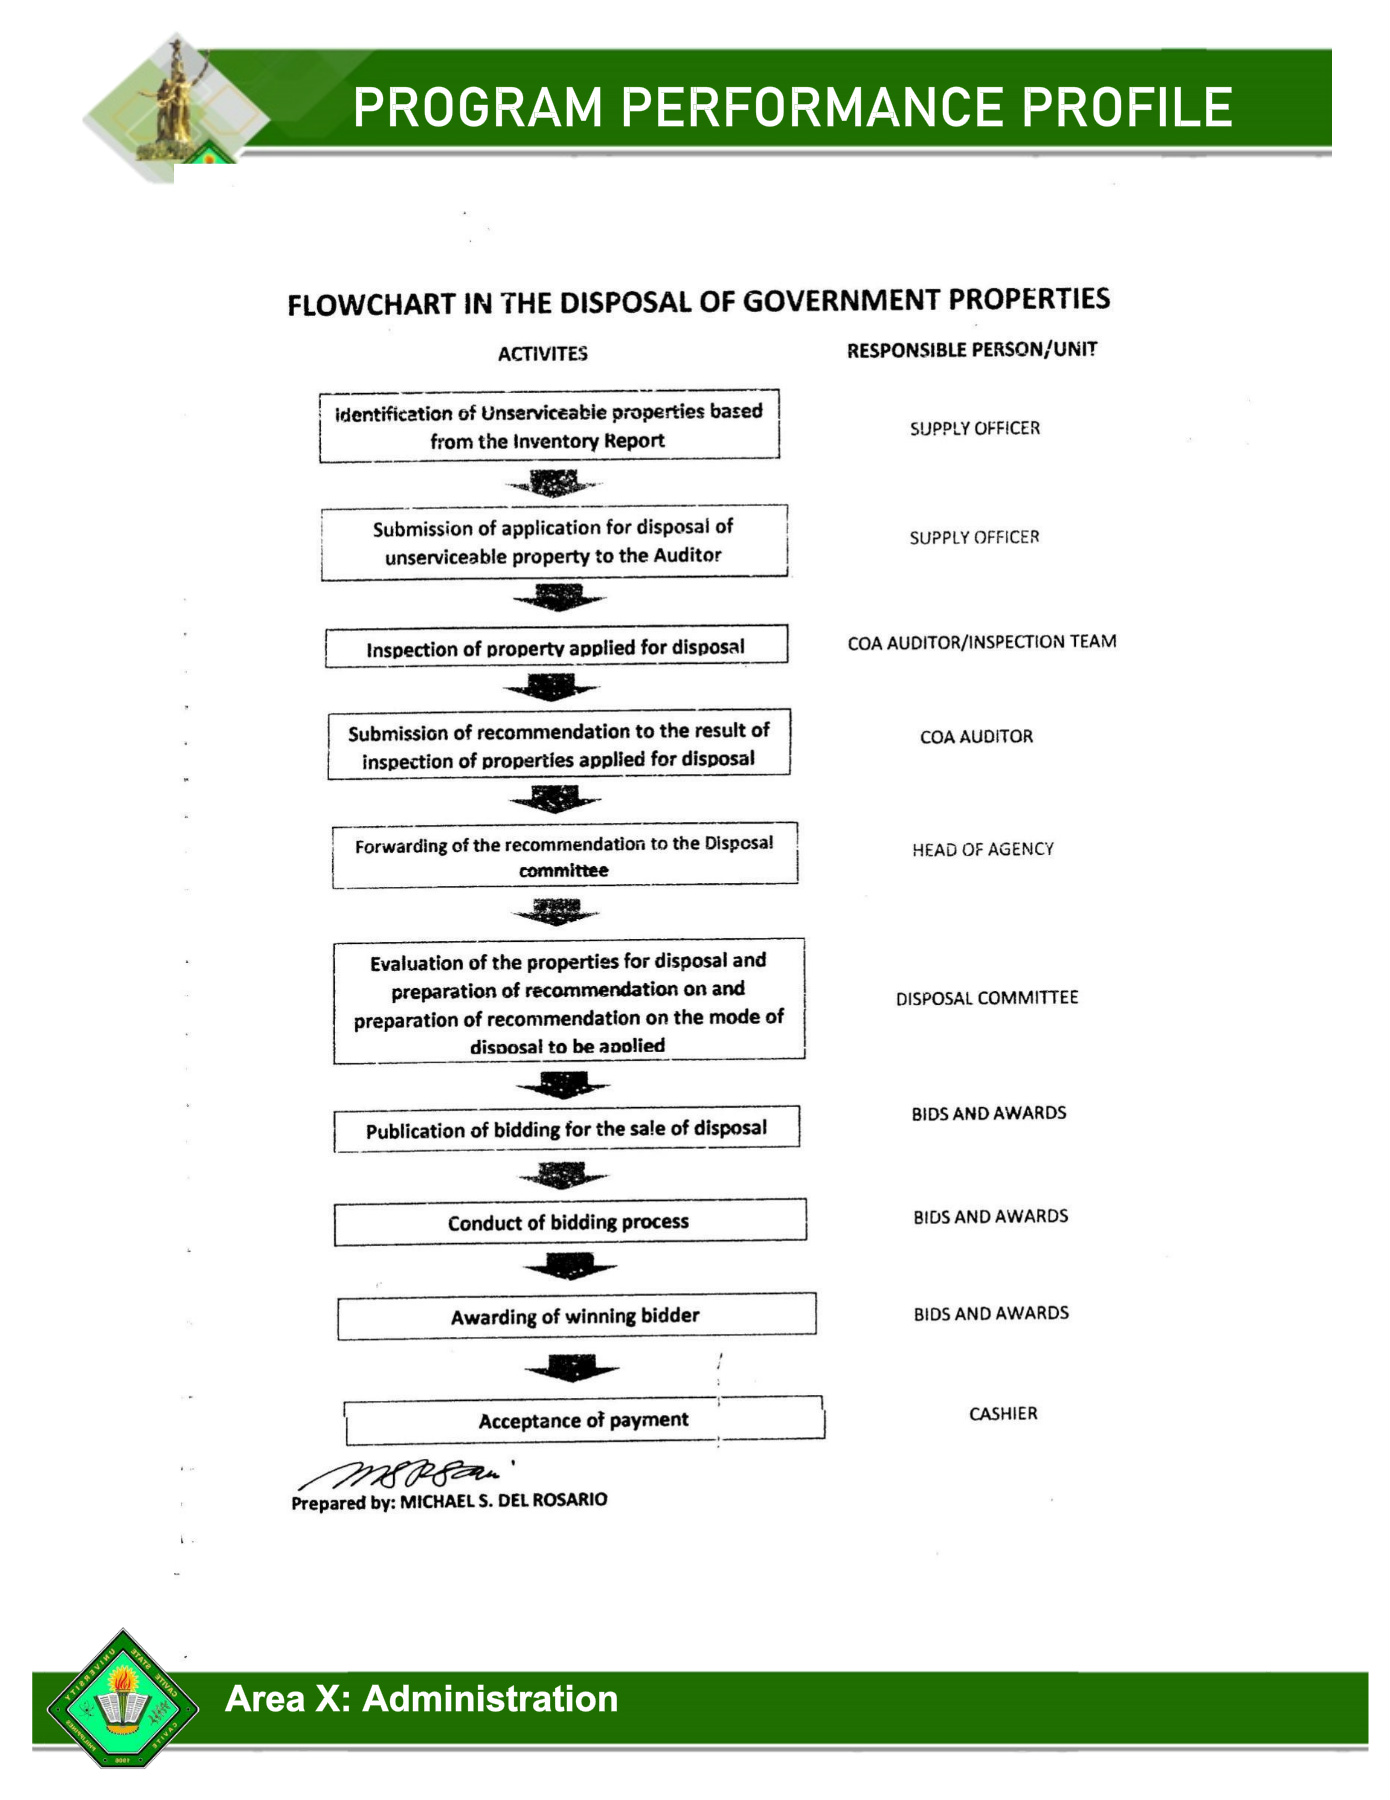 PROGRAM PERFORMANCE PROFILE
FLOWCHART IN THE DISPOSAL OF GOVERNMENT PROPERTIES
ACTIVITES
RESPONSIBLE PERSON/UNIT
Identification of Unserviceable properties based
from the Inventory Report
SUPPLY OFFICER
Submission of application for disposal of
unserviceable property to the Auditor
SUPPLY OFFICER
Inspection of property applied for disposal
COA AUDITOR/INSPECTION TEAM
Submission of recommendation to the result of
inspection of properties applied for disposal
COA AUDITOR
Forwarding of the recommendation to the Disposal
committee
HEAD OF AGENCY
Evaluation of the properties for disposal and
preparation of recommendation on and
preparation of recommendation on the mode of
disposal to be applied
DISPOSAL COMMITTEE
Publication of bidding for the sale of disposal
BIDS AND AWARDS
Conduct of bidding process
BIDS AND AWARDS
Awarding of winning bidder
BIDS AND AWARDS
Acceptance of payment
CASHIER
Prepared by: MICHAEL S. DEL ROSARIO
CAVITE STATE UNIVERSITY
CAVITE
PHILIPPINES
1906
Area X: Administration